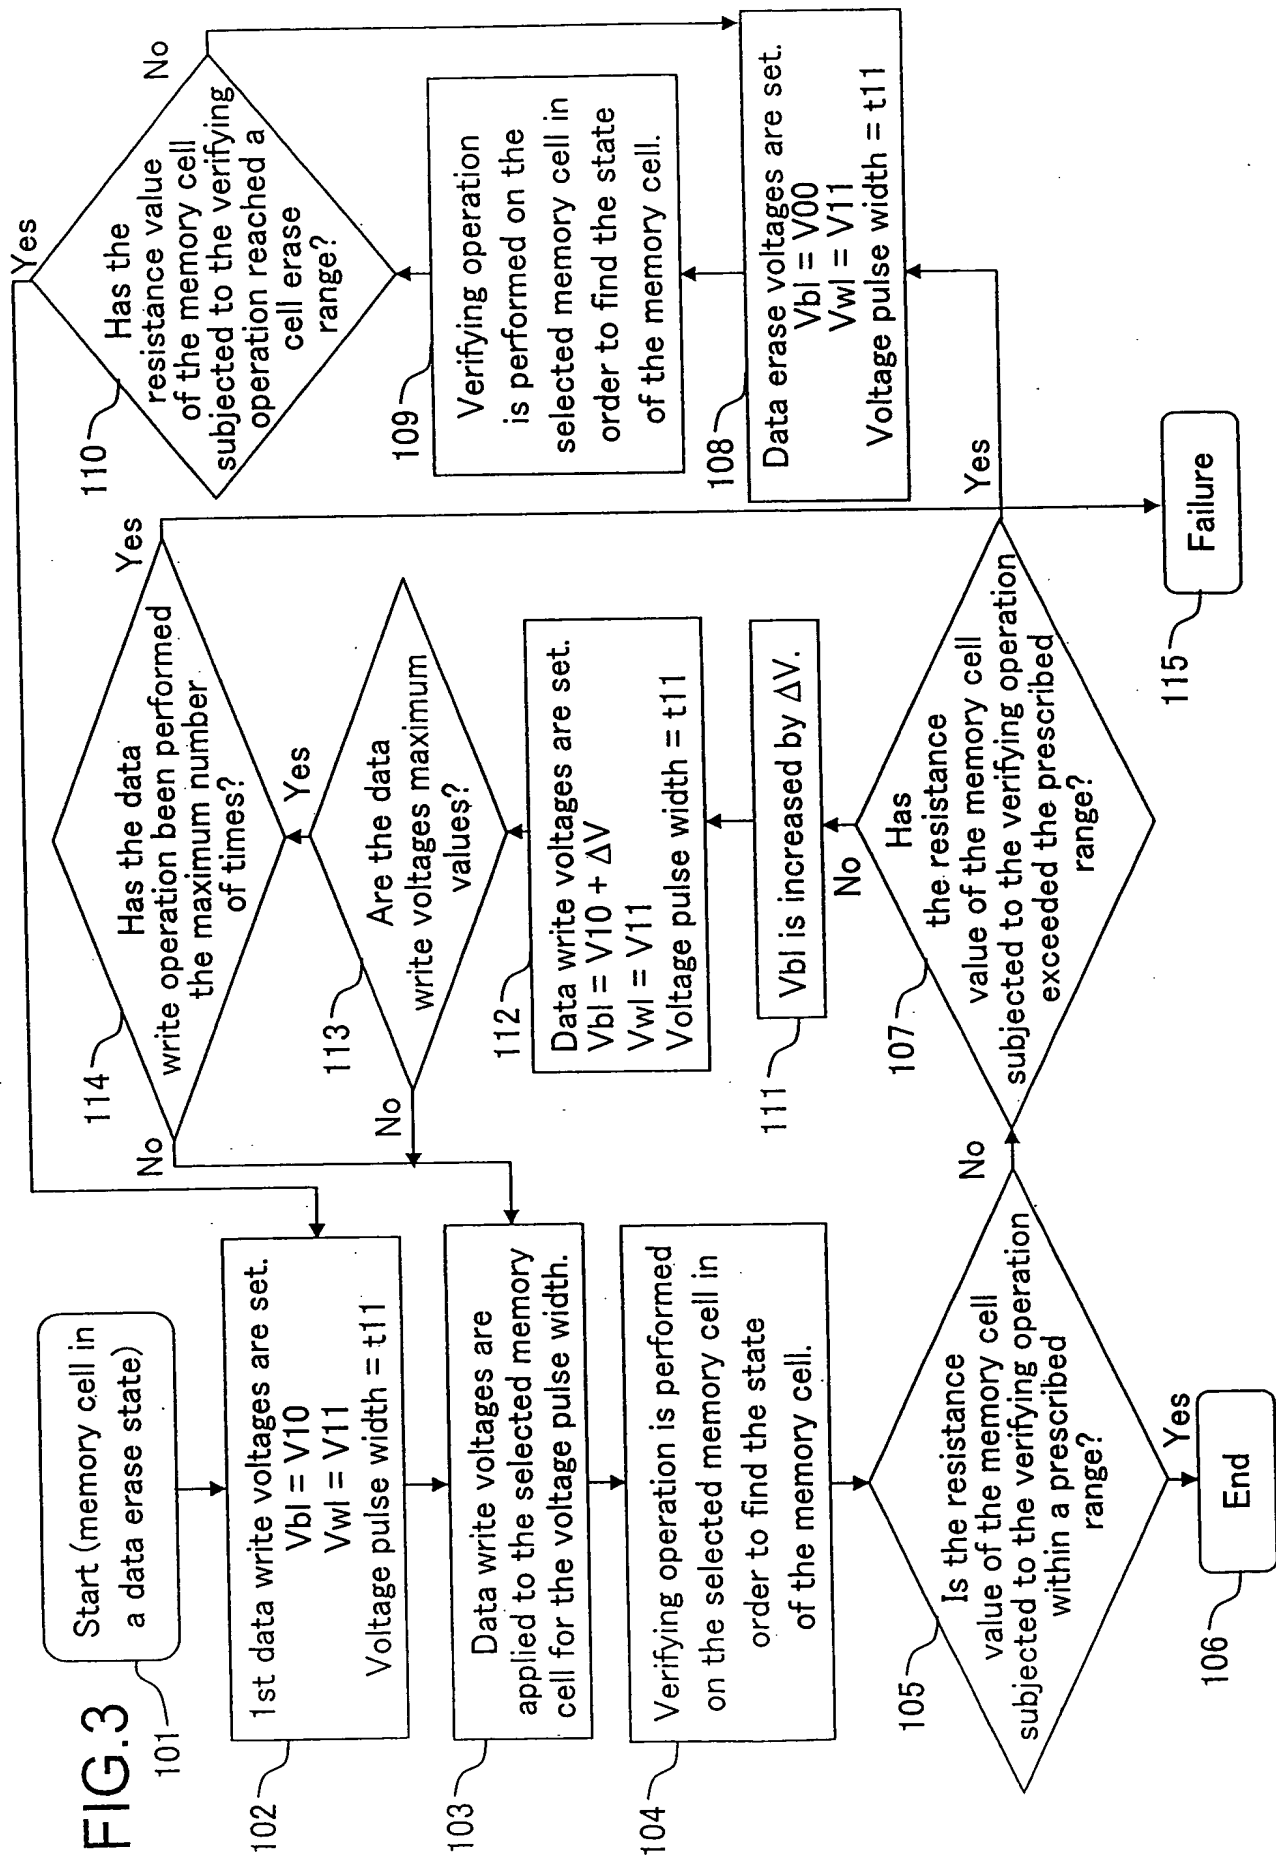 FIG.3
101
Start (memory cell in
a data erase state)
102
1st data write voltages are set.
Vbl = V10
Vwl = V11
Voltage pulse width = t11
103
Data write voltages are
applied to the selected memory
cell for the voltage pulse width.
104
Verifying operation is performed
on the selected memory cell in
order to find the state
of the memory cell.
105
Is the resistance
value of the memory cell
subjected to the verifying operation
within a prescribed
range?
Yes
106
End
No
107
Has
the resistance
value of the memory cell
subjected to the verifying operation
exceeded the prescribed
range?
No
Yes
111
Vbl is increased by ΔV.
112
Data write voltages are set.
Vbl = V10 + ΔV
Vwl = V11
Voltage pulse width = t11
113
Are the data
write voltages maximum
values?
No
Yes
114
Has the data
write operation been performed
the maximum number
of times?
No
Yes
115
Failure
108
Data erase voltages are set.
Vbl = V00
Vwl = V11
Voltage pulse width = t11
109
Verifying operation
is performed on the
selected memory cell in
order to find the state
of the memory cell.
110
Has the
resistance value
of the memory cell
subjected to the verifying
operation reached a
cell erase
range?
Yes
No